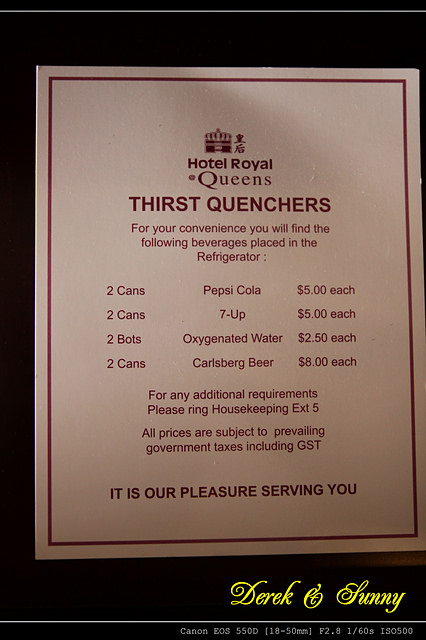 皇后
Hotel Royal
@Queens
THIRST QUENCHERS
For your convenience you will find the
following beverages placed in the
Refrigerator :
2 Cans Pepsi Cola $5.00 each
2 Cans 7-Up $5.00 each
2 Bots Oxygenated Water $2.50 each
2 Cans Carlsberg Beer $8.00 each
For any additional requirements
Please ring Housekeeping Ext 5
All prices are subject to prevailing
government taxes including GST
IT IS OUR PLEASURE SERVING YOU
Derek & Sunny
Canon EOS 550D [18-50mm] F2.8 1/60s ISO500